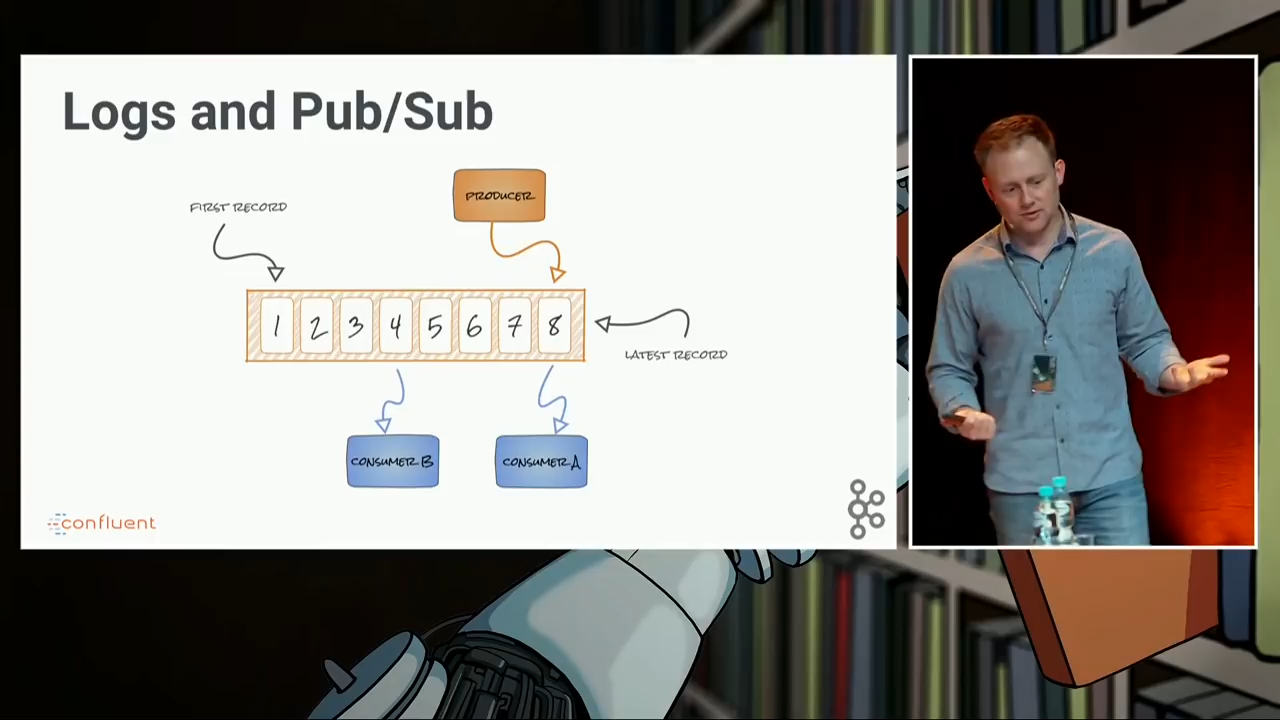 Logs and Pub/Sub
PRODUCER
FIRST RECORD
1 2 3 4 5 6 7 8
LATEST RECORD
CONSUMER B
CONSUMER A
confluent